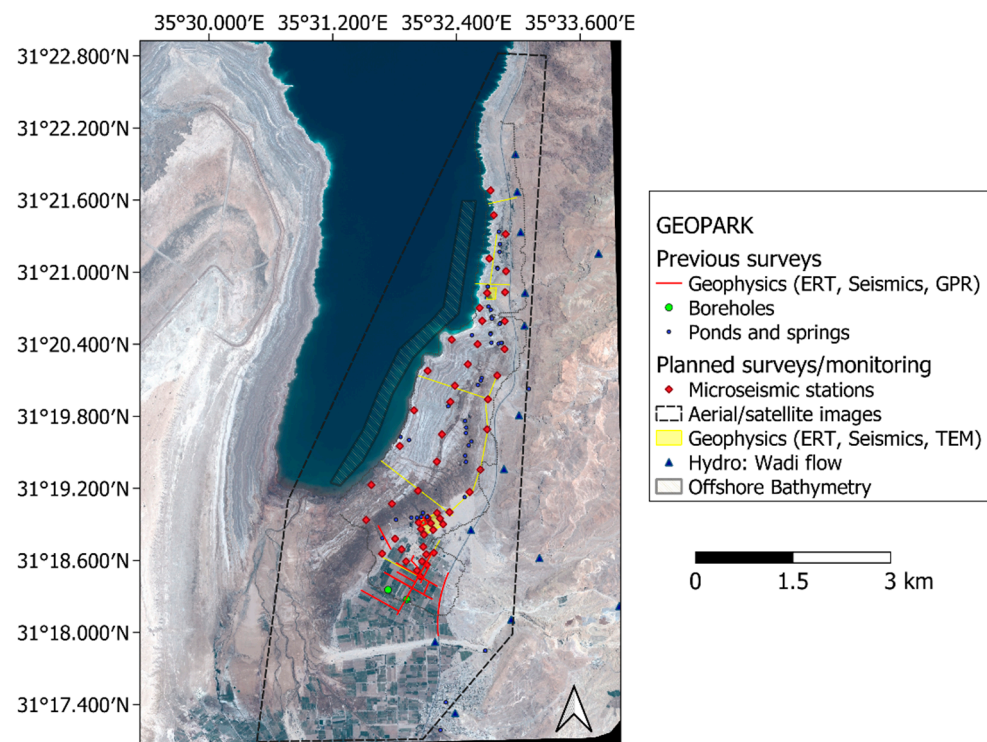 35°30.000′E 35°31.200′E 35°32.400′E 35°33.600′E
31°22.800′N
31°22.200′N
31°21.600′N
31°21.000′N
31°20.400′N
31°19.800′N
31°19.200′N
31°18.600′N
31°18.000′N
31°17.400′N
GEOPARK
Previous surveys
Geophysics (ERT, Seismics, GPR)
Boreholes
Ponds and springs
Planned surveys/monitoring
Microseismic stations
Aerial/satellite images
Geophysics (ERT, Seismics, TEM)
Hydro: Wadi flow
Offshore Bathymetry
0 1.5 3 km